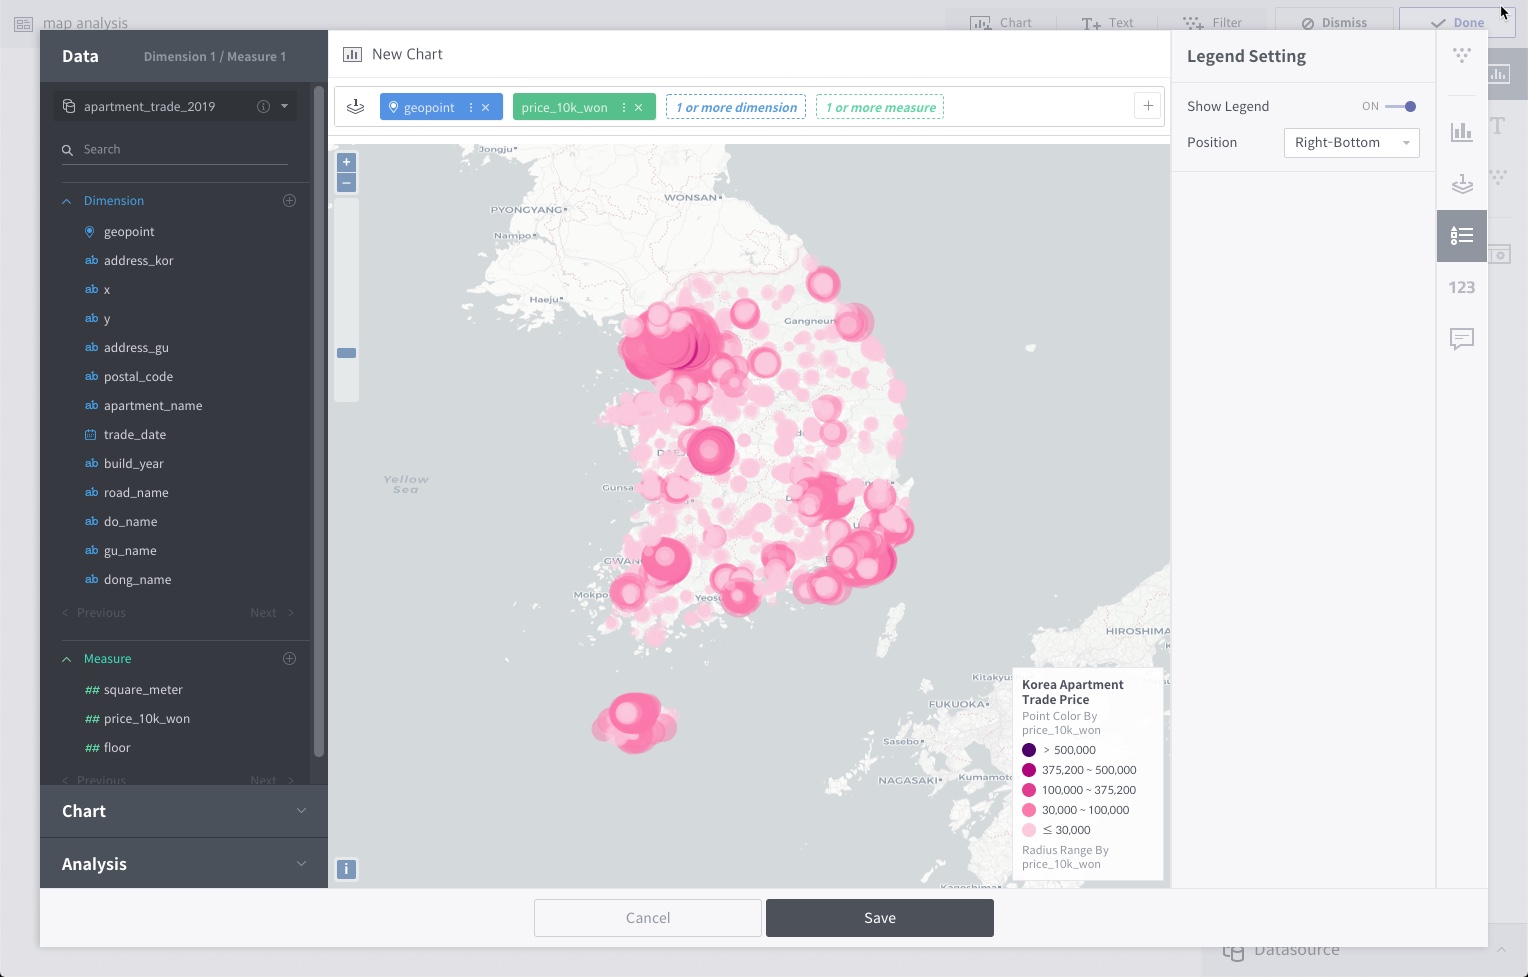 map analysis
Chart
Text
Filter
Dismiss
Done
Data
Dimension 1 / Measure 1
apartment_trade_2019
Search
Dimension
geopoint
ab address_kor
ab x
ab y
ab address_gu
ab postal_code
ab apartment_name
trade_date
ab build_year
ab road_name
ab do_name
ab gu_name
ab dong_name
< Previous
Next >
Measure
## square_meter
## price_10k_won
## floor
< Previous
Next >
Chart
Analysis
New Chart
geopoint
price_10k_won
1 or more dimension
1 or more measure
+
+
−
Jongju
WONSAN
PYONGYANG
Nampo
Haeju
Gangneun
Yellow
Sea
Gunsa
GWAN
Mokpo
Yeosu
HIROSHIMA
Kitakyus
FUKUOKA
Sasebo
NAGASAKI
Kumamoto
Kagoshima
Korea Apartment
Trade Price
Point Color By
price_10k_won
> 500,000
375,200 ~ 500,000
100,000 ~ 375,200
30,000 ~ 100,000
≤ 30,000
Radius Range By
price_10k_won
i
Legend Setting
Show Legend
ON
Position
Right-Bottom
123
T
Cancel
Save
Datasource